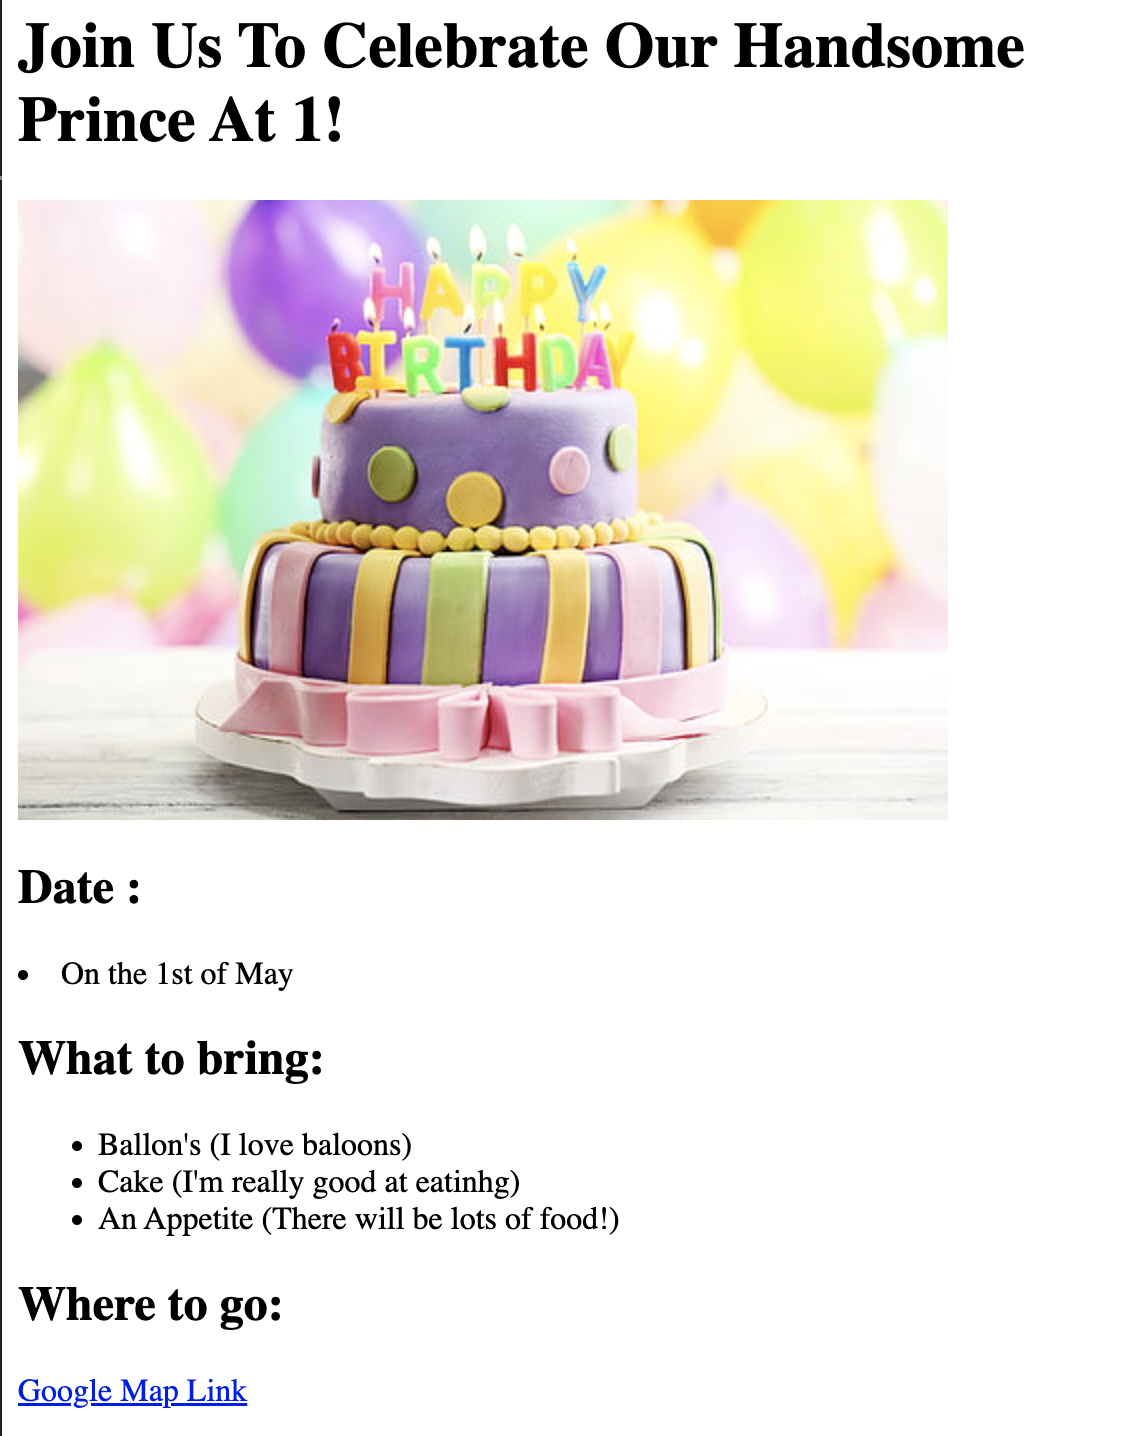 Join Us To Celebrate Our Handsome
Prince At 1!
HAPPY
BIRTHDAY
Date :
On the 1st of May
What to bring:
Ballon's (I love baloons)
Cake (I'm really good at eatinhg)
An Appetite (There will be lots of food!)
Where to go:
Google Map Link